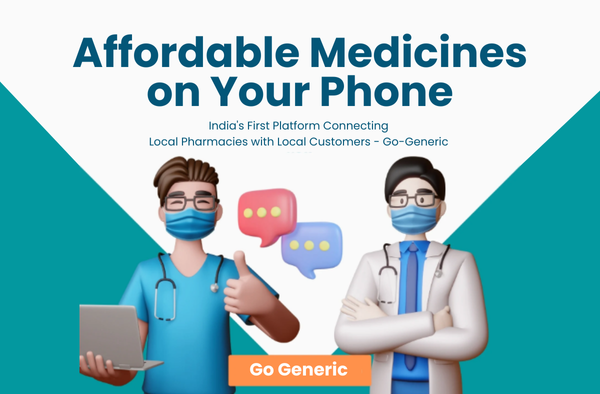 Affordable Medicines
on Your Phone
India's First Platform Connecting
Local Pharmacies with Local Customers - Go-Generic
Go Generic